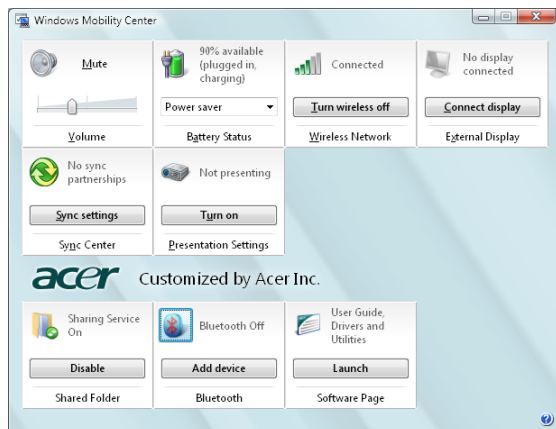 Windows Mobility Center
Mute
Volume
90% available
(plugged in,
charging)
Power saver
Battery Status
Connected
Turn wireless off
Wireless Network
No display
connected
Connect display
External Display
No sync
partnerships
Sync settings
Sync Center
Not presenting
Turn on
Presentation Settings
acer Customized by Acer Inc.
Sharing Service
On
Disable
Shared Folder
Bluetooth Off
Add device
Bluetooth
User Guide,
Drivers and
Utilities
Launch
Software Page